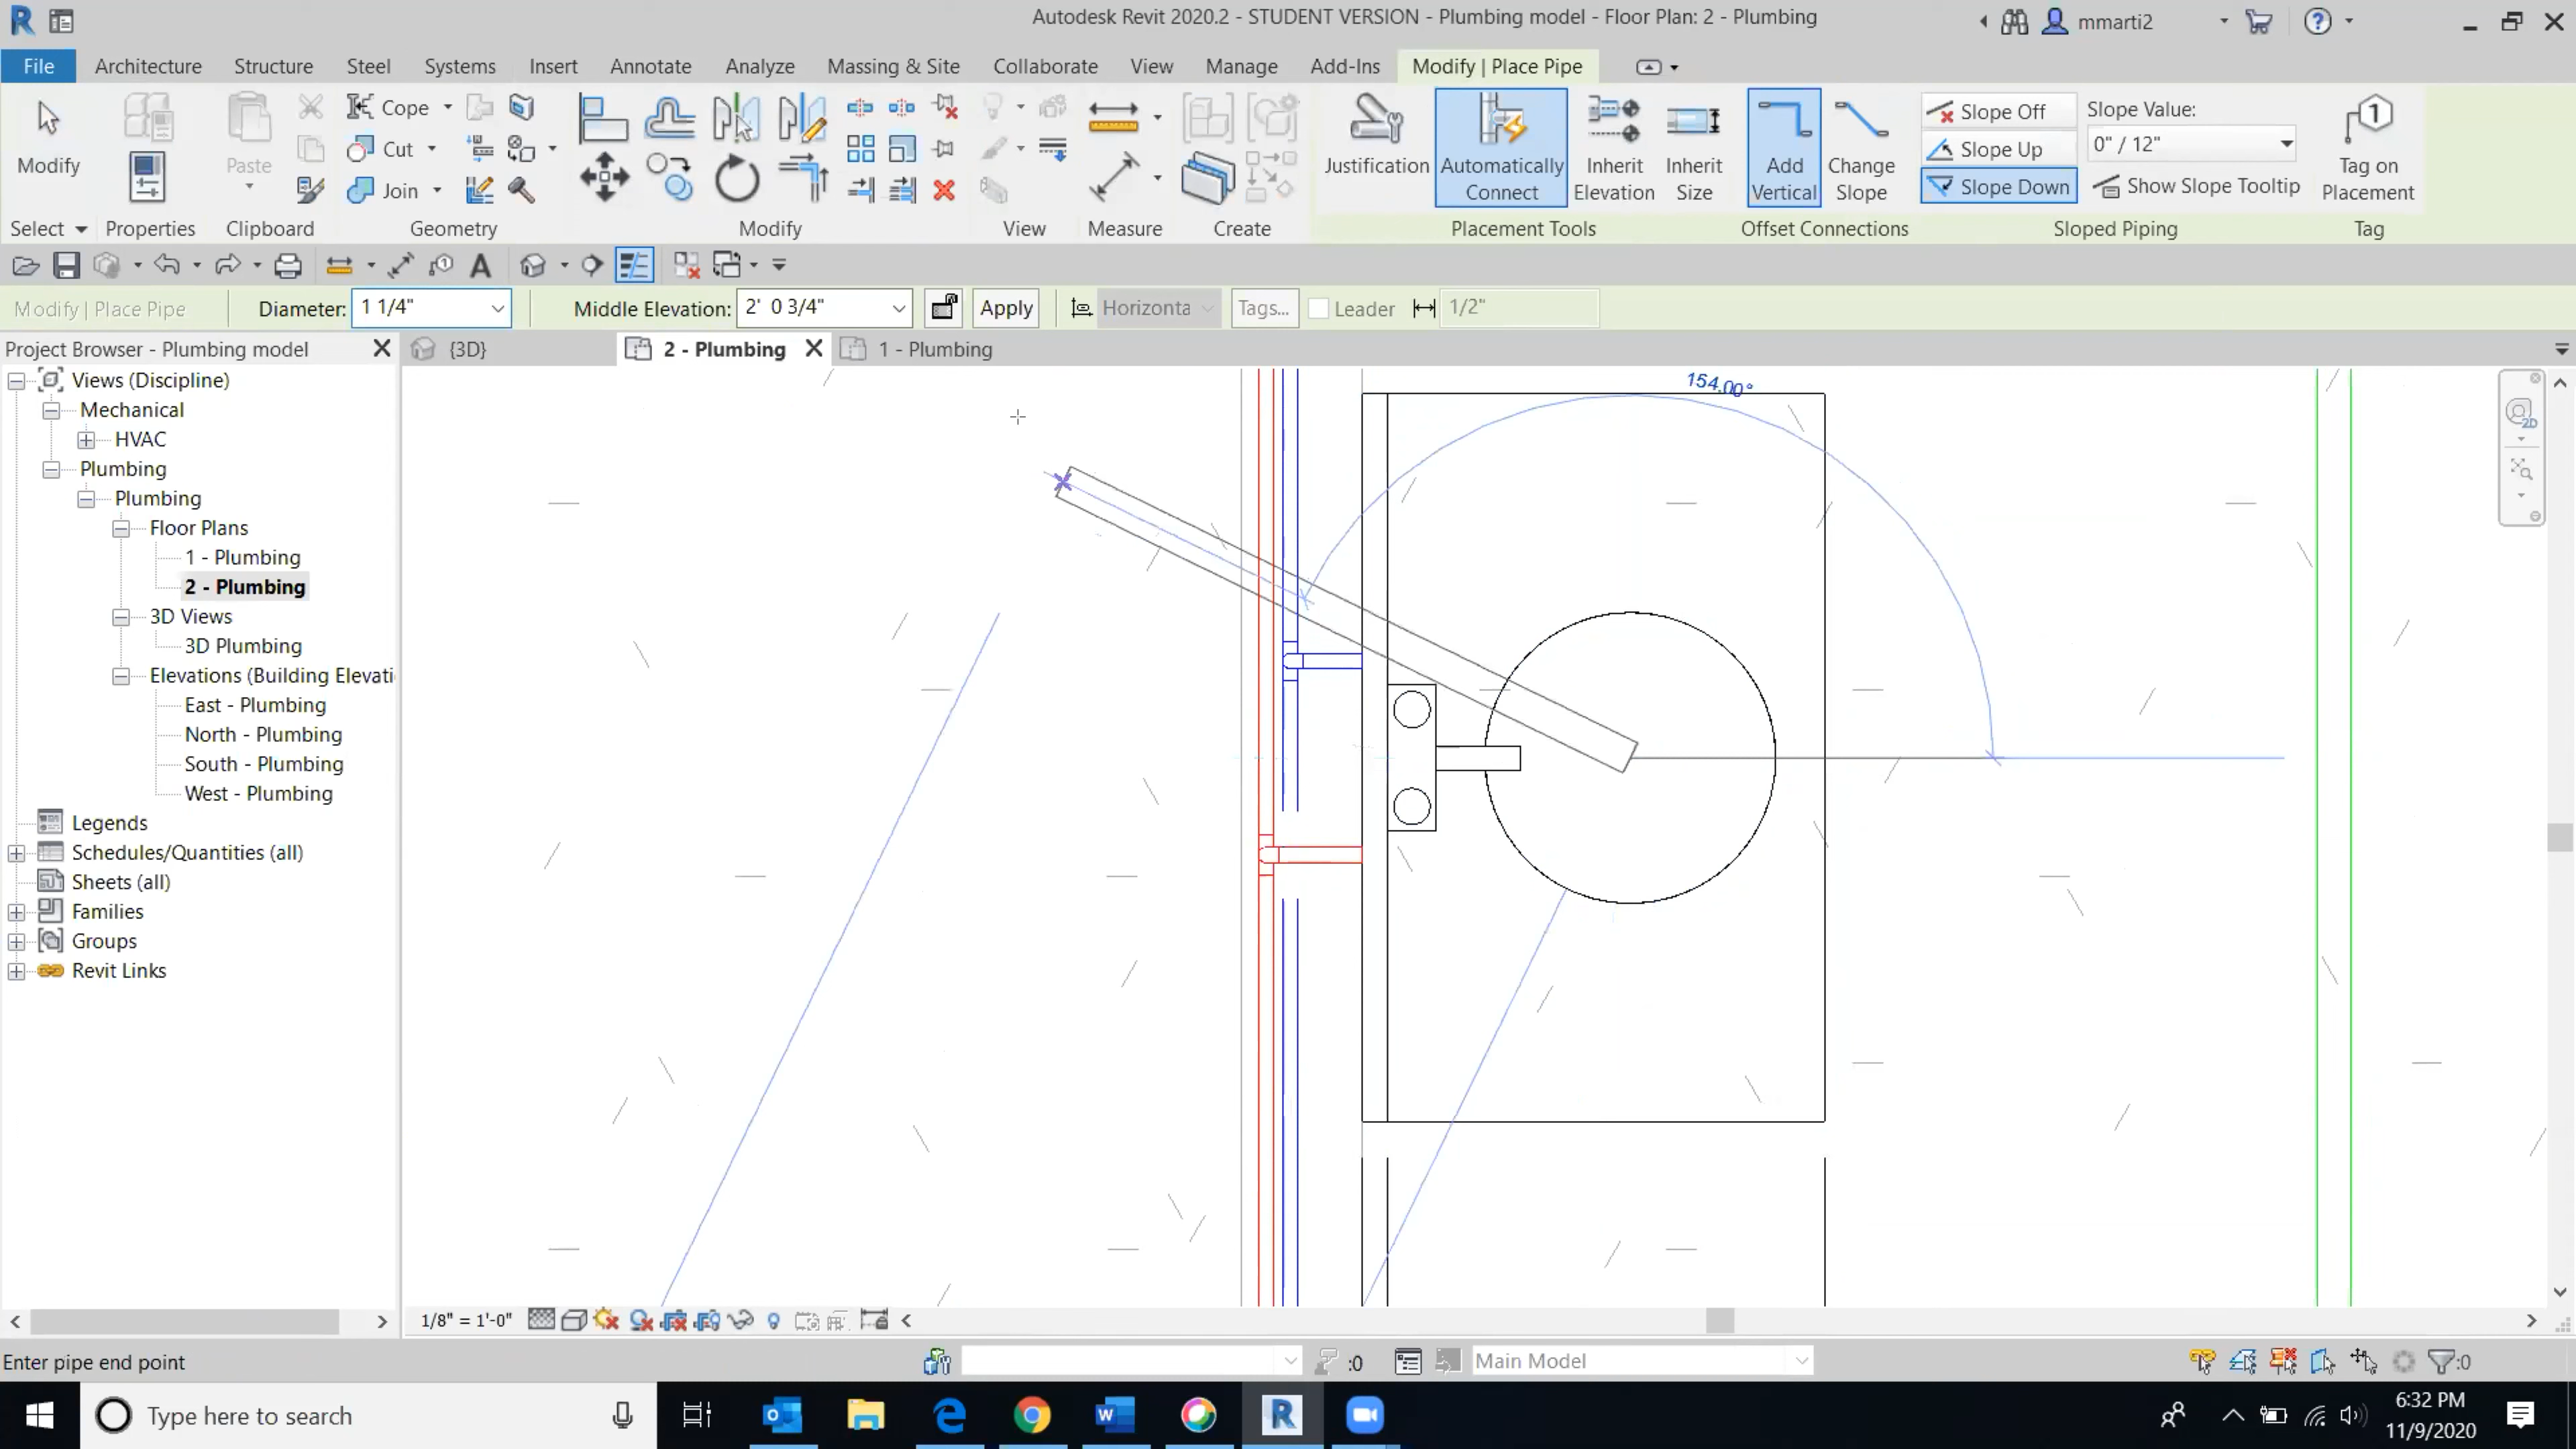 Autodesk Revit 2020.2 - STUDENT VERSION - Plumbing model - Floor Plan: 2 - Plumbing
mmarti2
File Architecture Structure Steel Systems Insert Annotate Analyze Massing & Site Collaborate View Manage Add-Ins Modify | Place Pipe
Modify
Paste
Cope
Cut
Join
Justification
Automatically Connect
Inherit Elevation
Inherit Size
Add Vertical
Change Slope
Slope Off
Slope Up
Slope Down
Slope Value:
0" / 12"
Show Slope Tooltip
Tag on Placement
Select Properties Clipboard Geometry Modify View Measure Create Placement Tools Offset Connections Sloped Piping Tag
Modify | Place Pipe Diameter: 1 1/4" Middle Elevation: 2' 0 3/4" Apply Horizonta Tags... Leader 1/2"
Project Browser - Plumbing model
{3D} 2 - Plumbing 1 - Plumbing
Views (Discipline)
Mechanical
HVAC
Plumbing
Plumbing
Floor Plans
1 - Plumbing
2 - Plumbing
3D Views
3D Plumbing
Elevations (Building Elevati
East - Plumbing
North - Plumbing
South - Plumbing
West - Plumbing
Legends
Schedules/Quantities (all)
Sheets (all)
Families
Groups
Revit Links
154.00°
2D
1/8" = 1'-0"
Enter pipe end point
:0
Main Model
:0
Type here to search
6:32 PM
11/9/2020